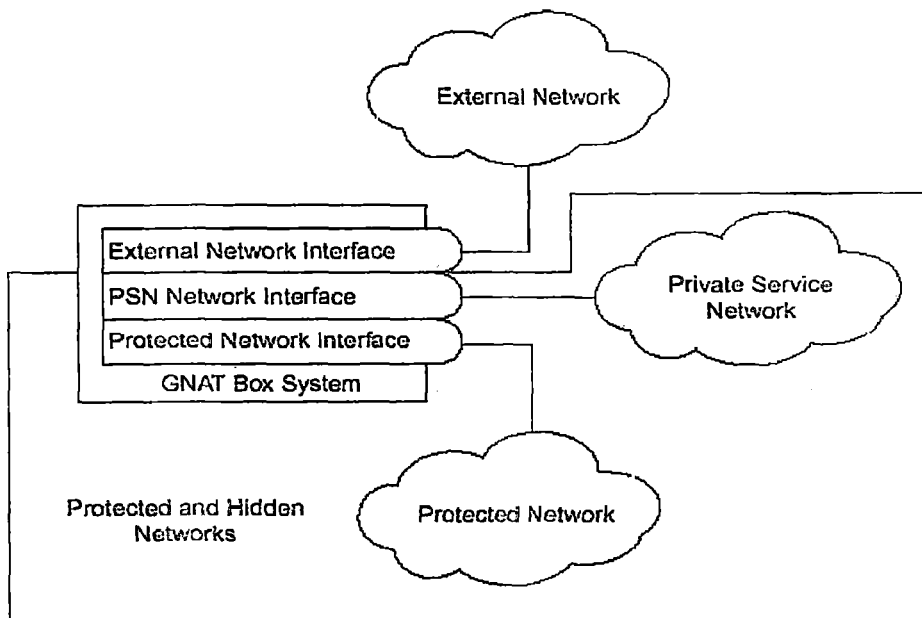 External Network
External Network Interface
PSN Network Interface
Protected Network Interface
GNAT Box System
Private Service
Network
Protected and Hidden
Networks
Protected Network